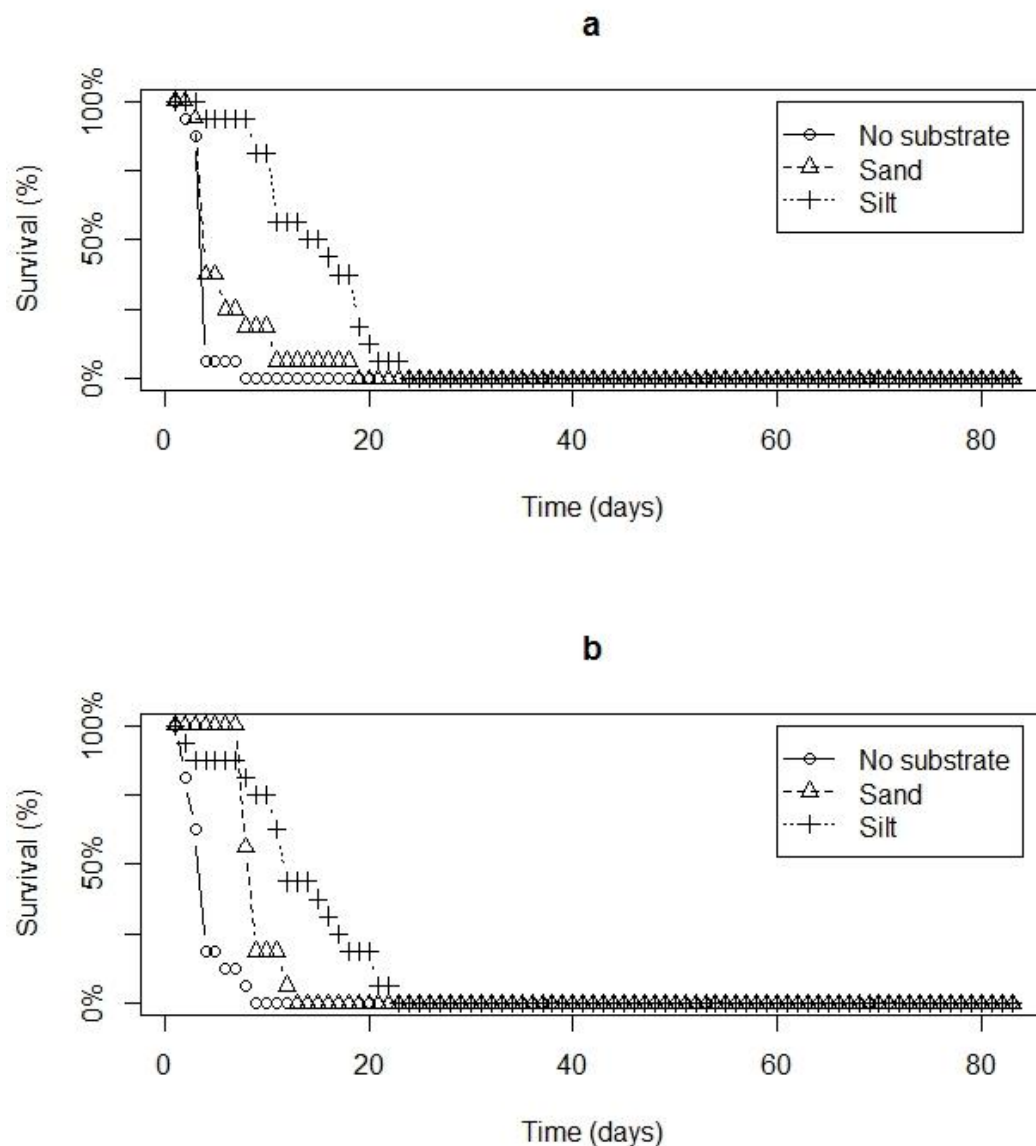 a
100%
50%
0%
Survival (%)
No substrate
Sand
Silt
0 20 40 60 80
Time (days)
b
100%
50%
0%
Survival (%)
No substrate
Sand
Silt
0 20 40 60 80
Time (days)